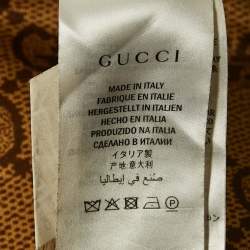 GUCCI
MADE IN ITALY
FABRIQUE EN ITALIE
HERGESTELLT IN ITALIEN
HECHO EN ITALIA
PRODUZIDO NA ITÁLIA
СДЕЛАНО В ИТАЛИИ
イタリア製
产地:意大利
صنع في إيطاليا